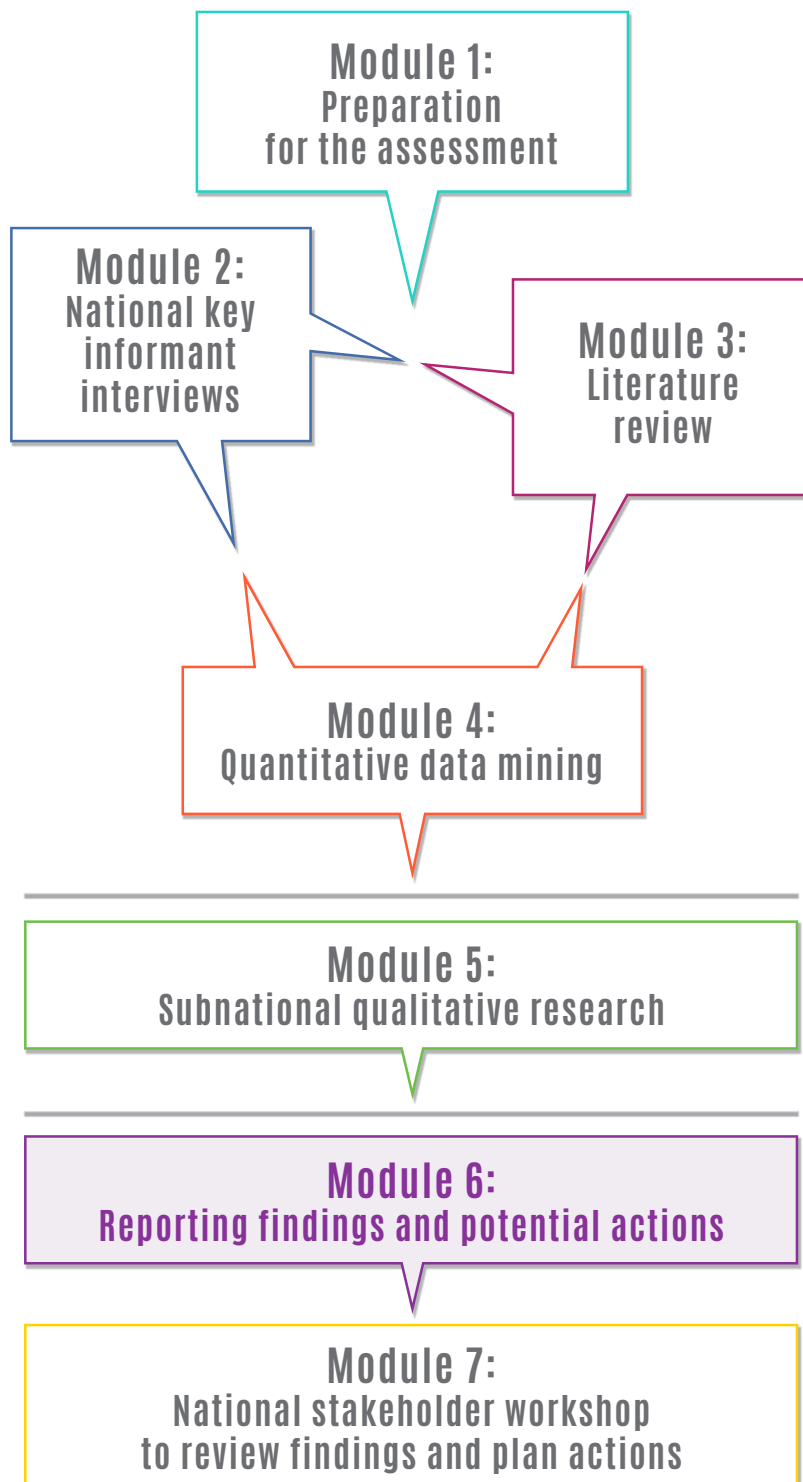 Module 1:
Preparation
for the assessment
Module 2:
National key
informant
interviews
Module 3:
Literature
review
Module 4:
Quantitative data mining
Module 5:
Subnational qualitative research
Module 6:
Reporting findings and potential actions
Module 7:
National stakeholder workshop
to review findings and plan actions